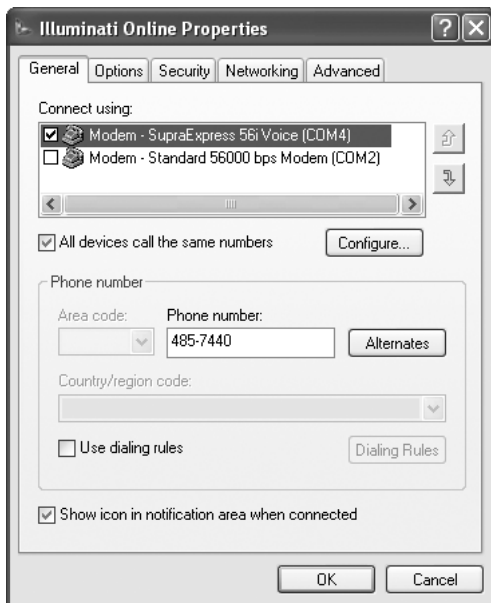 Illuminati Online Properties
General Options Security Networking Advanced
Connect using:
Modem - SupraExpress 56i Voice (COM4)
Modem - Standard 56000 bps Modem (COM2)
All devices call the same numbers
Configure...
Phone number
Area code: Phone number:
485-7440
Alternates
Country/region code:
Use dialing rules
Dialing Rules
Show icon in notification area when connected
OK Cancel